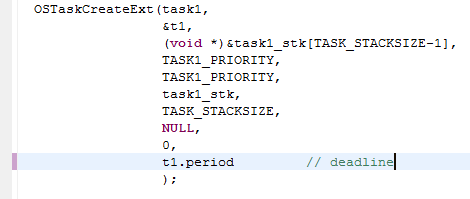 OSTaskCreateExt(task1,
&t1,
(void *)&task1_stk[TASK_STACKSIZE-1],
TASK1_PRIORITY,
TASK1_PRIORITY,
task1_stk,
TASK_STACKSIZE,
NULL,
0,
t1.period // deadline
);